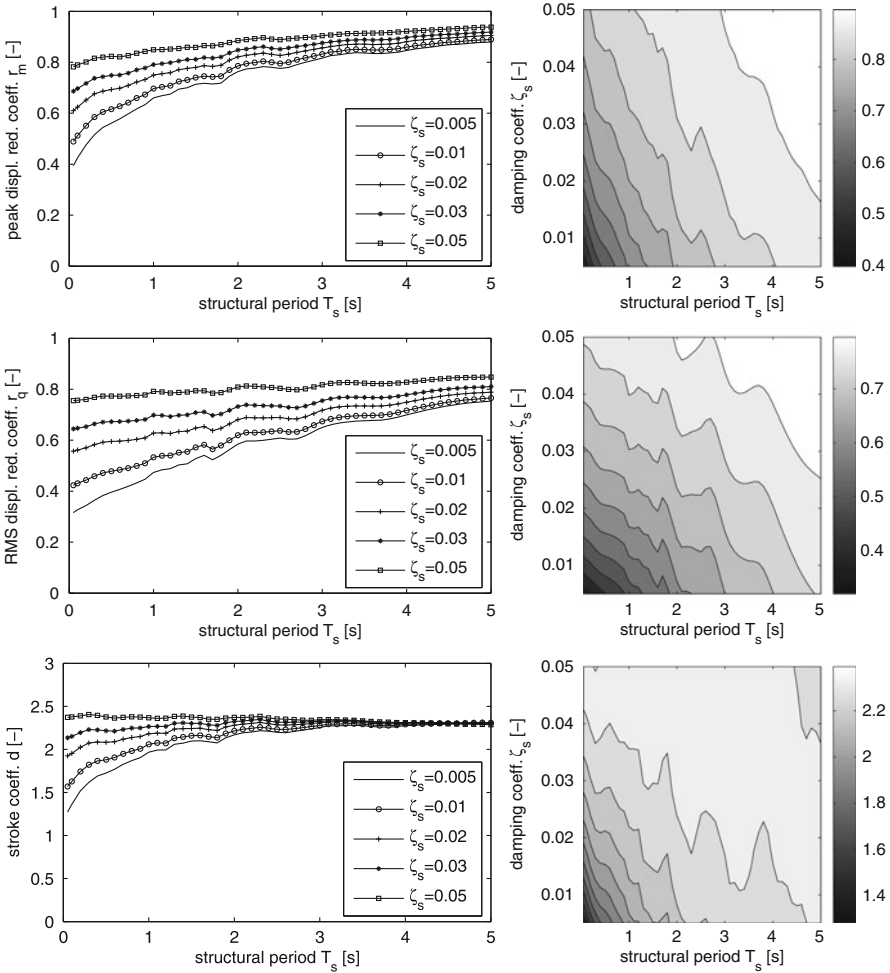 peak displ. red. coeff. r_m [−]
1
0.8
0.6
0.4
0.2
0
0 1 2 3 4 5
structural period T_s [s]
ζ_s=0.005
ζ_s=0.01
ζ_s=0.02
ζ_s=0.03
ζ_s=0.05
damping coeff. ζ_s [−]
0.05
0.04
0.03
0.02
0.01
1 2 3 4 5
structural period T_s [s]
0.9
0.8
0.7
0.6
0.5
0.4
RMS displ. red. coeff. r_q [−]
1
0.8
0.6
0.4
0.2
0
0 1 2 3 4 5
structural period T_s [s]
ζ_s=0.005
ζ_s=0.01
ζ_s=0.02
ζ_s=0.03
ζ_s=0.05
damping coeff. ζ_s [−]
0.05
0.04
0.03
0.02
0.01
1 2 3 4 5
structural period T_s [s]
0.7
0.6
0.5
0.4
stroke coeff. d [−]
3
2.5
2
1.5
1
0.5
0
0 1 2 3 4 5
structural period T_s [s]
ζ_s=0.005
ζ_s=0.01
ζ_s=0.02
ζ_s=0.03
ζ_s=0.05
damping coeff. ζ_s [−]
0.05
0.04
0.03
0.02
0.01
1 2 3 4 5
structural period T_s [s]
2.2
2
1.8
1.6
1.4